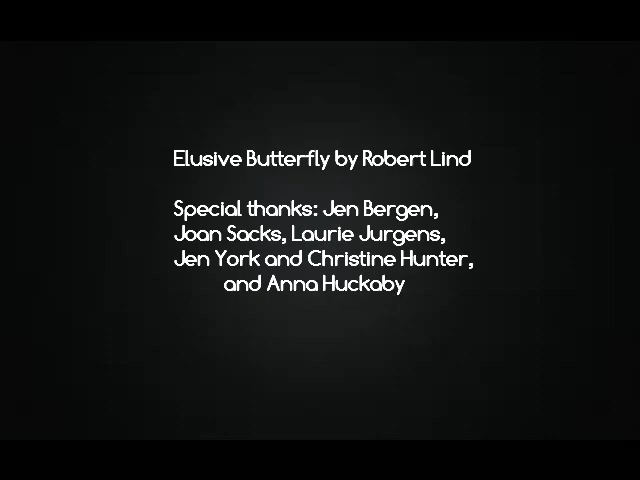 Elusive Butterfly by Robert Lind
Special thanks: Jen Bergen,
Joan Sacks, Laurie Jurgens,
Jen York and Christine Hunter,
and Anna Huckaby